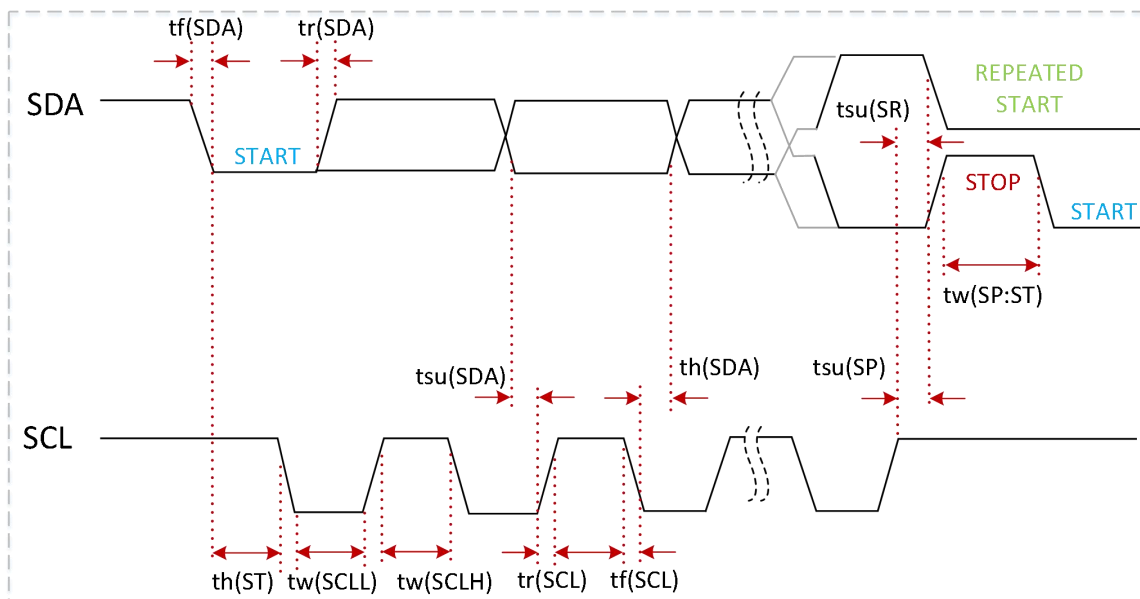 tf(SDA)
tr(SDA)
SDA
START
tsu(SR)
REPEATED
START
STOP
START
tw(SP:ST)
tsu(SDA)
th(SDA)
tsu(SP)
SCL
th(ST)
tw(SCLL)
tw(SCLH)
tr(SCL)
tf(SCL)